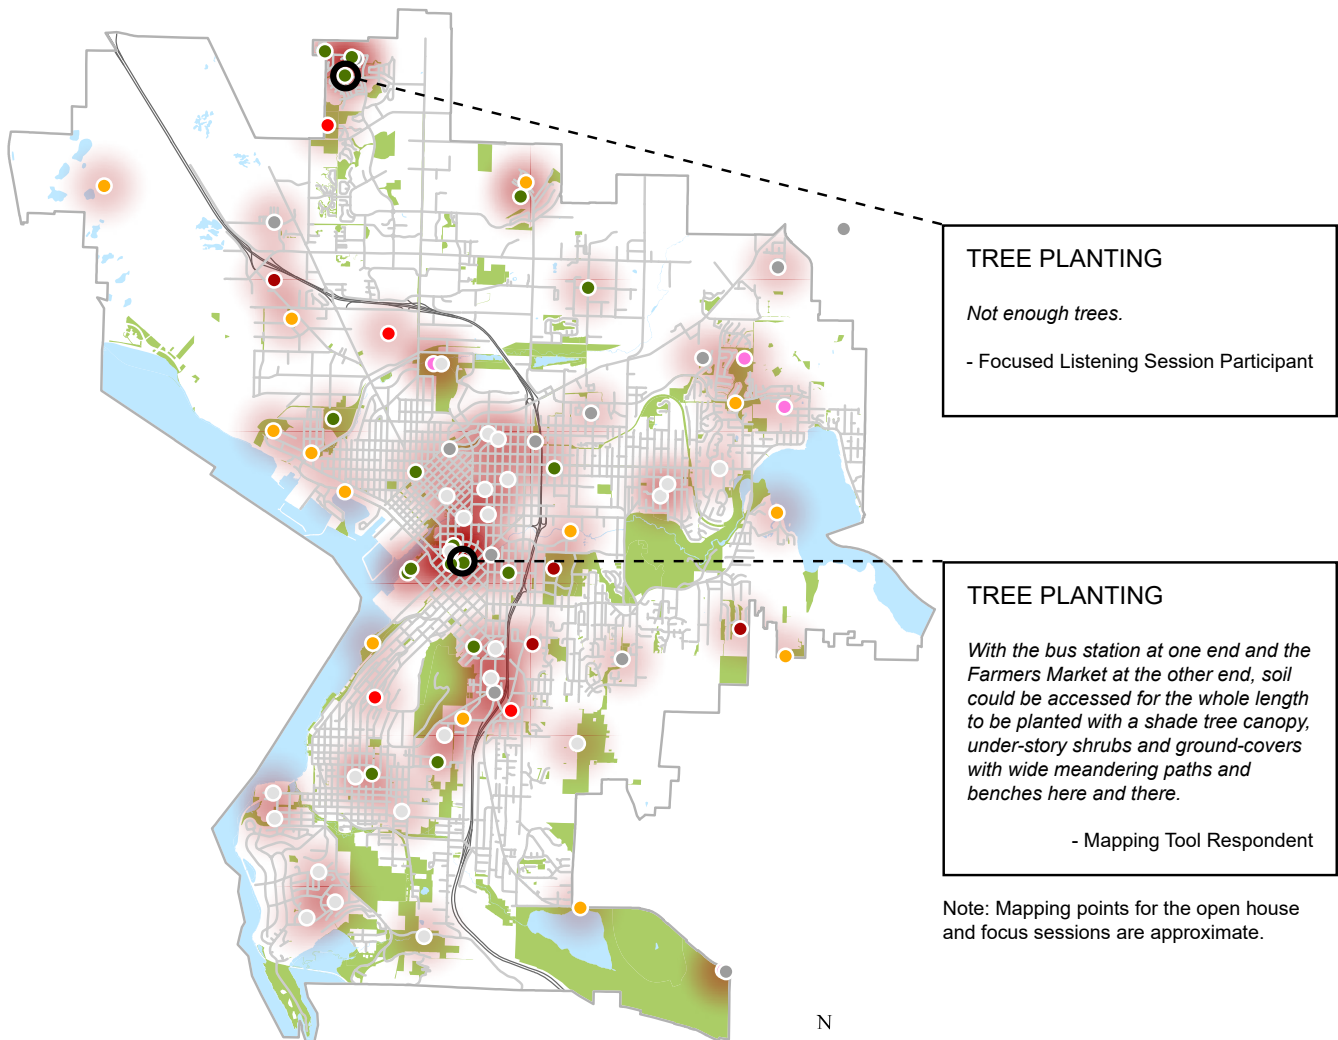 TREE PLANTING
Not enough trees.
- Focused Listening Session Participant
TREE PLANTING
With the bus station at one end and the
Farmers Market at the other end, soil
could be accessed for the whole length
to be planted with a shade tree canopy,
under-story shrubs and ground-covers
with wide meandering paths and
benches here and there.
- Mapping Tool Respondent
Note: Mapping points for the open house
and focus sessions are approximate.
N